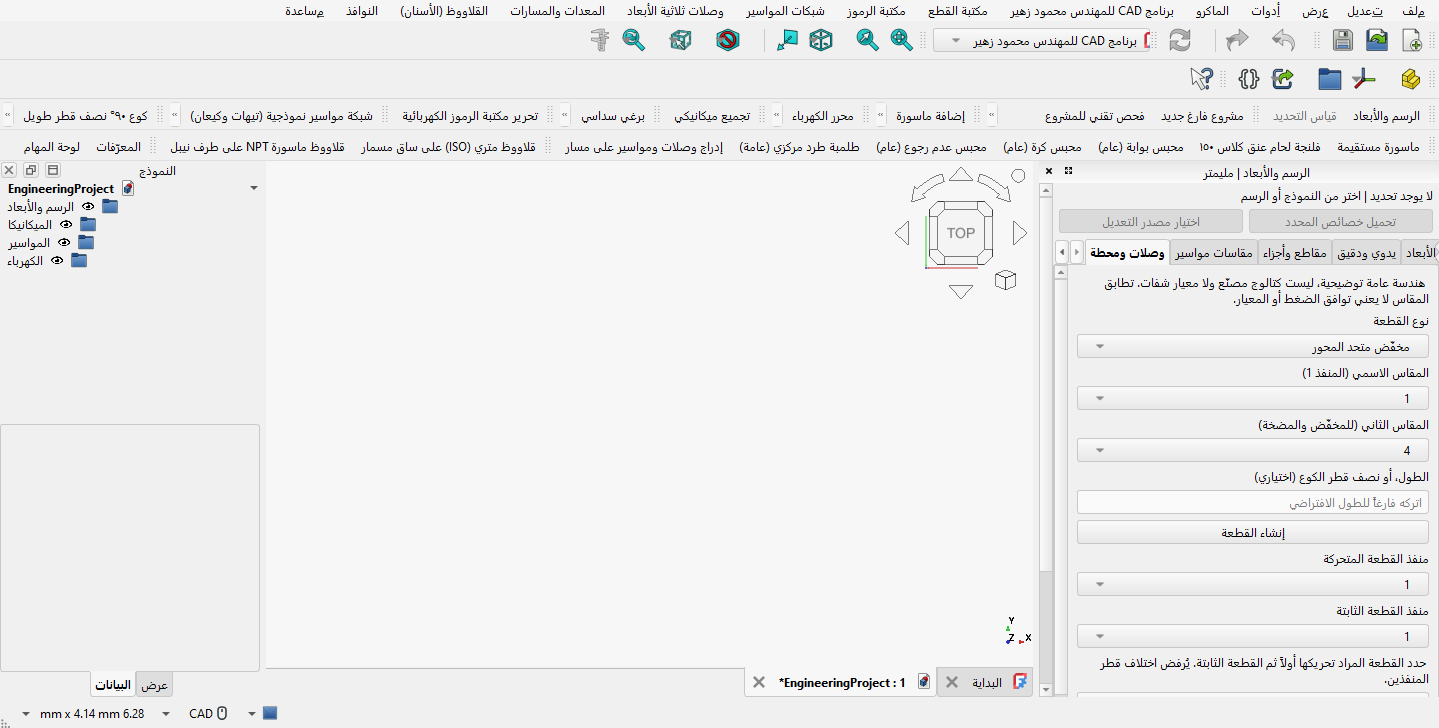 ملف تعديل عرض أدوات الماكرو برنامج CAD للمهندس محمود زهير مكتبة القطع مكتبة الرموز شبكات المواسير وصلات ثلاثية الأبعاد المعدات والمسارات القلاووظ (الأسنان) النوافذ مساعدة
برنامج CAD للمهندس محمود زهير
الرسم والأبعاد قياس التحديد مشروع فارغ جديد فحص تقني للمشروع » إضافة ماسورة » محرر الكهرباء » تجميع ميكانيكي » برغي سداسي » تحرير مكتبة الرموز الكهربائية شبكة مواسير نموذجية (تيهات وكيعان) » كوع ٩٠° نصف قطر طويل »
ماسورة مستقيمة فلنجة لحام عنق كلاس ١٥٠ محبس بوابة (عام) محبس كرة (عام) محبس عدم رجوع (عام) طلمبة طرد مركزي (عامة) إدراج وصلات ومواسير على مسار قلاووظ متري (ISO) على ساق مسمار قلاووظ ماسورة NPT على طرف نيبل المعرّفات لوحة المهام
الرسم والأبعاد | مليمتر
لا يوجد تحديد | اختر من النموذج أو الرسم
تحميل خصائص المحدد
اختيار مصدر التعديل
الأبعاد يدوي ودقيق مقاطع وأجزاء مقاسات مواسير وصلات ومحطة
هندسة عامة توضيحية، ليست كتالوج مصنّع ولا معيار شفات. تطابق
المقاس لا يعني توافق الضغط أو المعيار.
نوع القطعة
مخفّض متحد المحور
المقاس الاسمي (المنفذ 1)
1
المقاس الثاني (للمخفّض والمضخة)
4
الطول، أو نصف قطر الكوع (اختياري)
اتركه فارغاً للطول الافتراضي
إنشاء القطعة
منفذ القطعة المتحركة
1
منفذ القطعة الثابتة
1
حدد القطعة المراد تحريكها أولاً ثم القطعة الثابتة. يُرفض اختلاف قطر
المنفذين.
TOP
Y
Z X
النموذج
EngineeringProject
الرسم والأبعاد
الميكانيكا
المواسير
الكهرباء
عرض
البيانات
البداية
EngineeringProject : 1*
CAD
mm x 4.14 mm 6.28